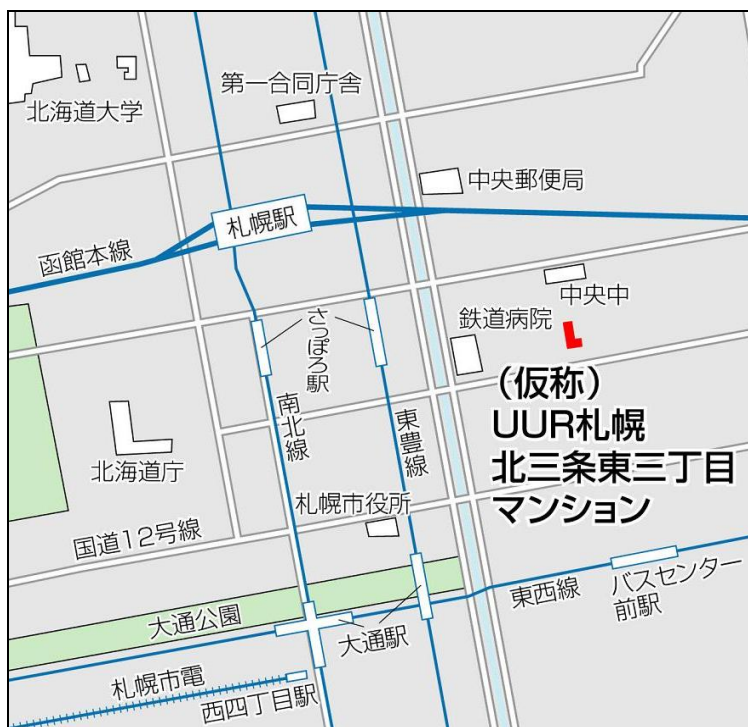 第一合同庁舎
北海道大学
中央郵便局
札幌駅
函館本線
中央中
鉄道病院
さっぽろ駅
(仮称)
UUR札幌
北三条東三丁目
マンション
南北線
東豊線
北海道庁
札幌市役所
国道12号線
バスセンター
前駅
東西線
大通公園
大通駅
札幌市電
西四丁目駅